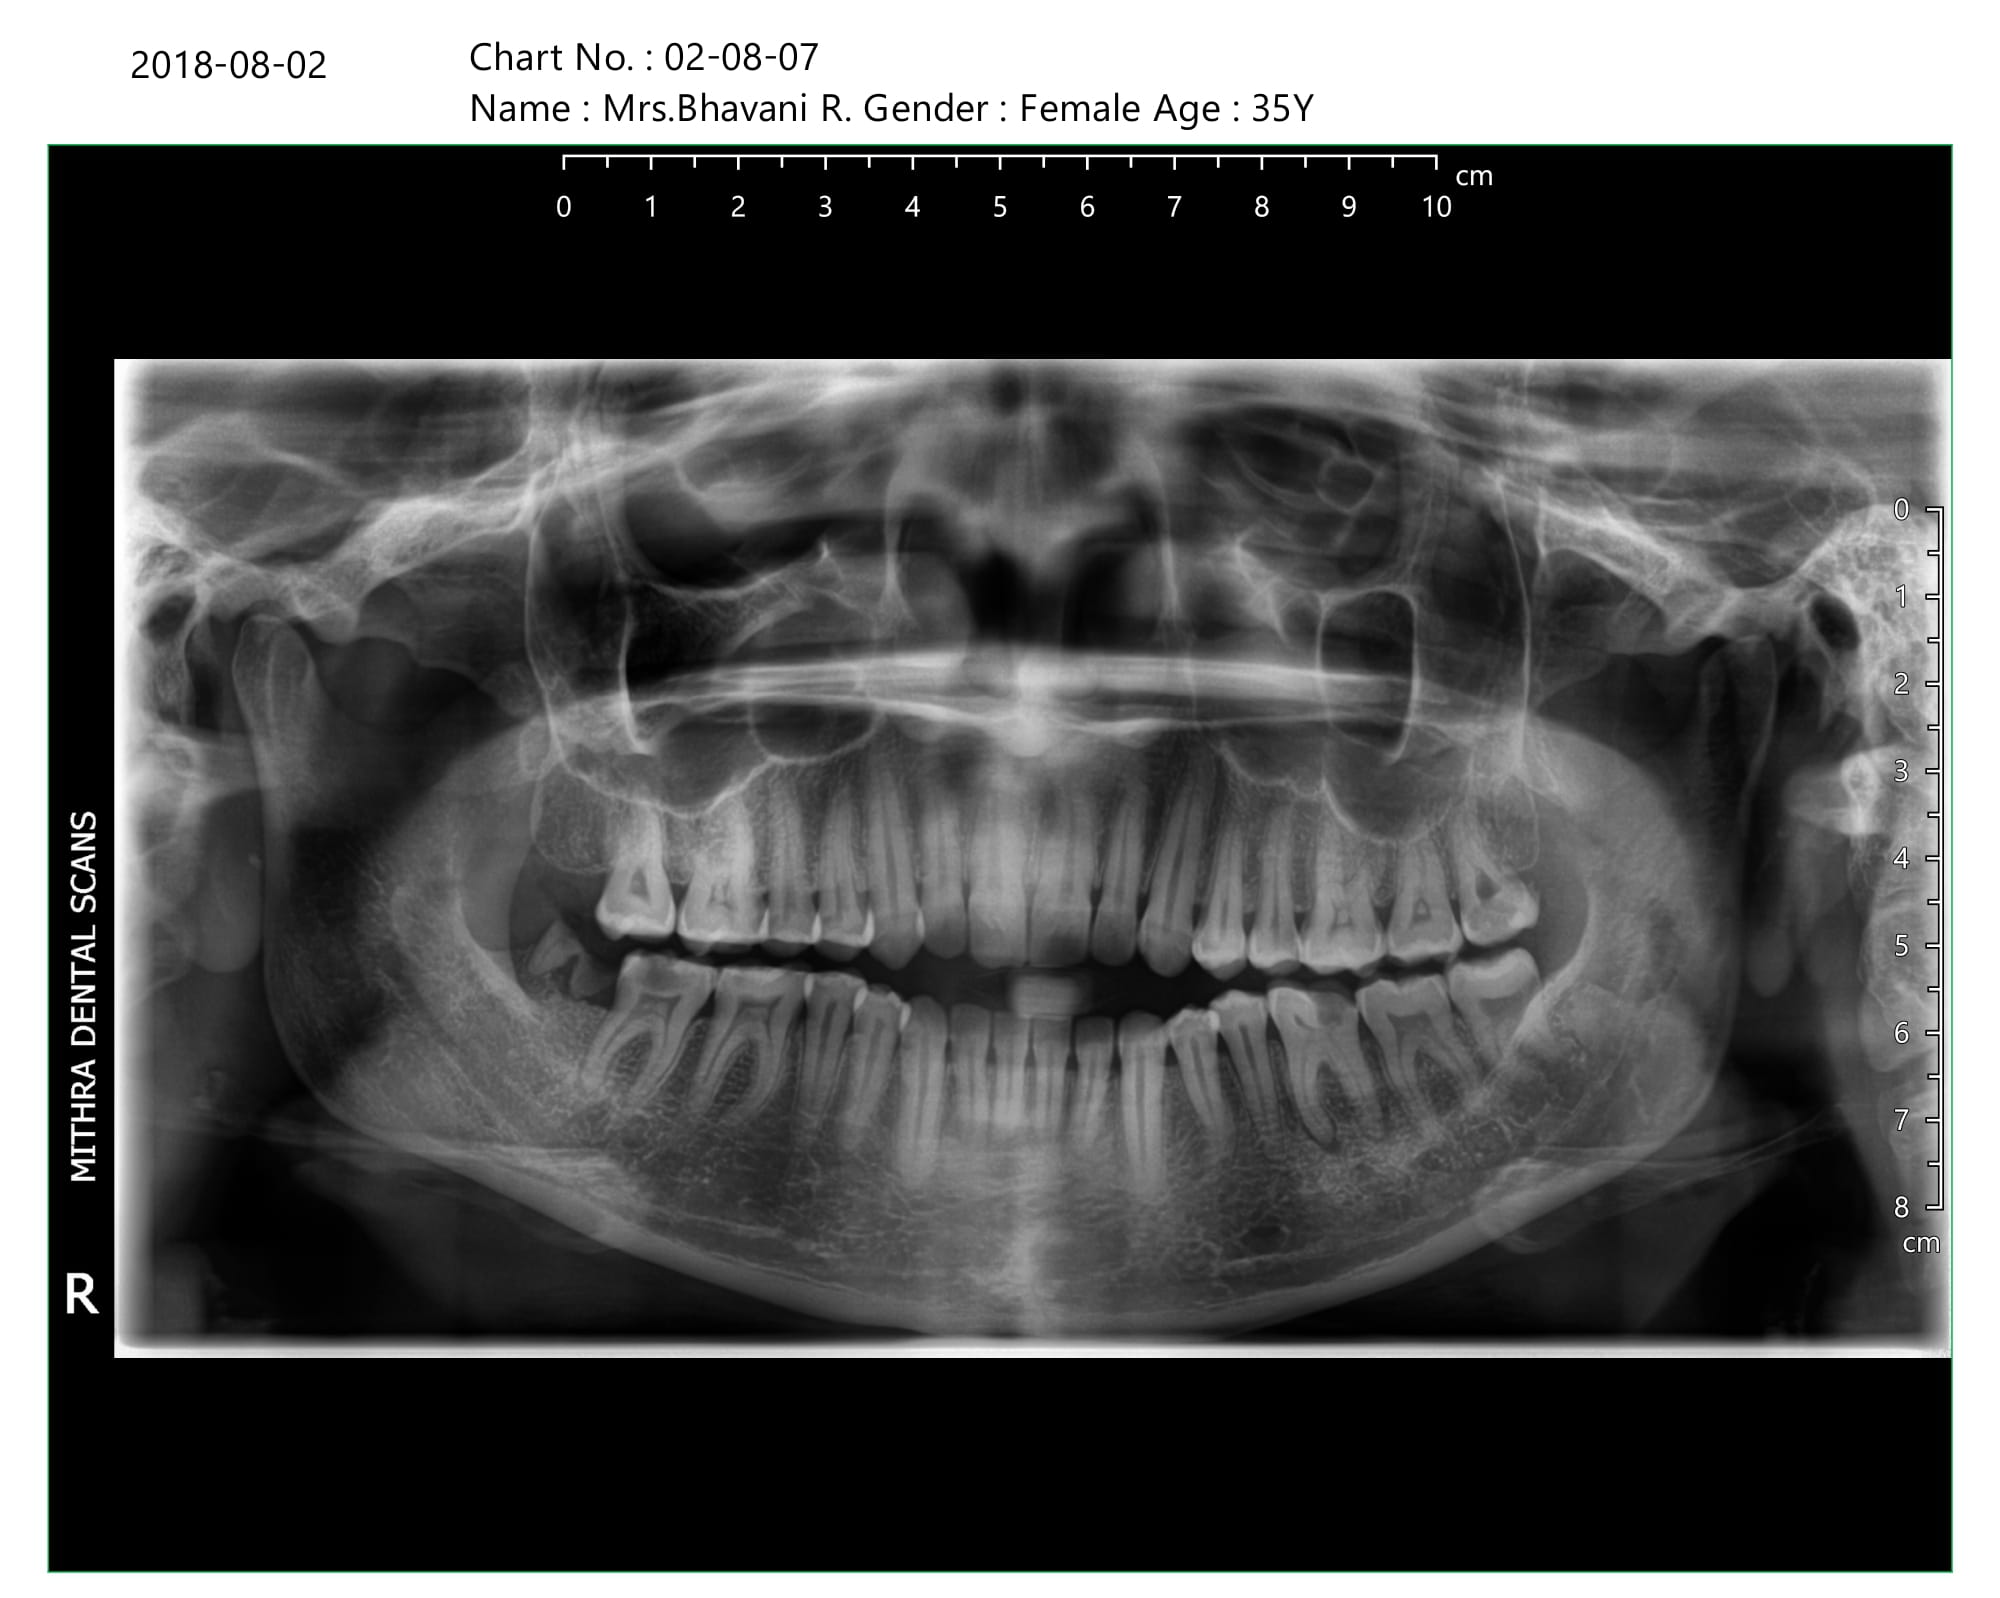 2018-08-02
Chart No. : 02-08-07
Name : Mrs.Bhavani R. Gender : Female Age : 35Y
0 1 2 3 4 5 6 7 8 9 10 cm
0
1
2
3
4
5
6
7
8
cm
MITHRA DENTAL SCANS
R